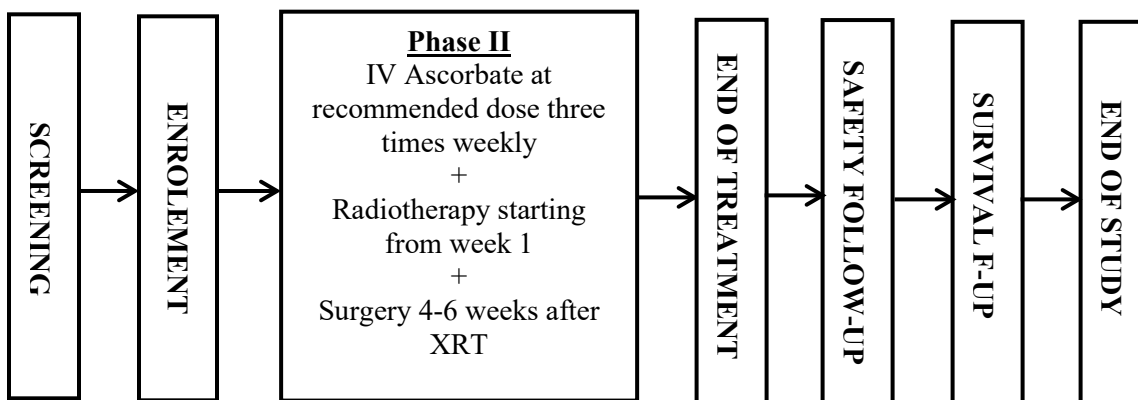 SCREENING
ENROLEMENT
Phase II
IV Ascorbate at
recommended dose three
times weekly
+
Radiotherapy starting
from week 1
+
Surgery 4-6 weeks after
XRT
END OF TREATMENT
SAFETY FOLLOW-UP
SURVIVAL F-UP
END OF STUDY